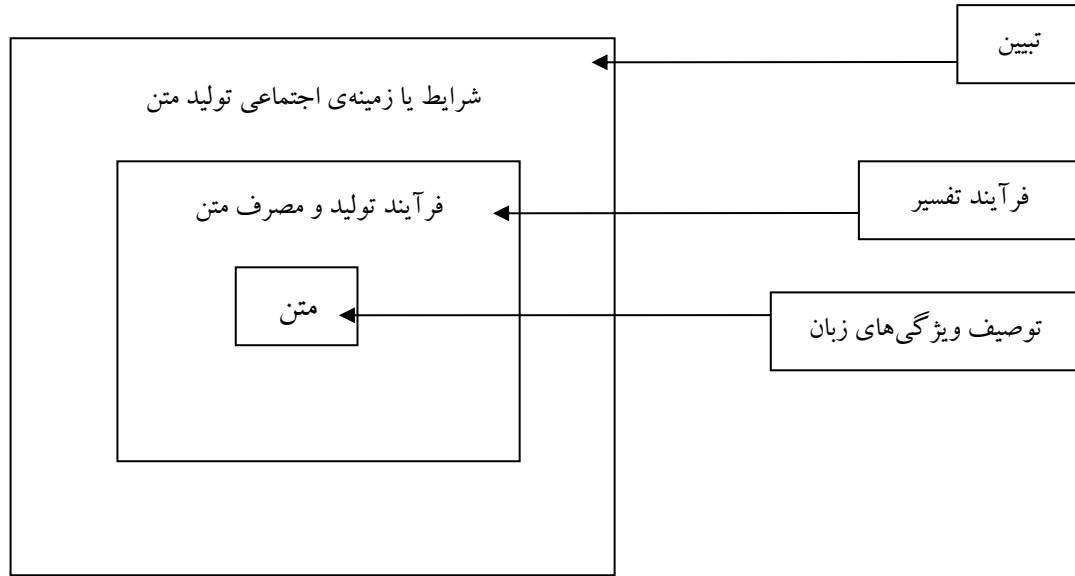 تبیین
شرایط یا زمینه‌ی اجتماعی تولید متن
فرآیند تفسیر
فرآیند تولید و مصرف متن
متن
توصیف ویژگی‌های زبان